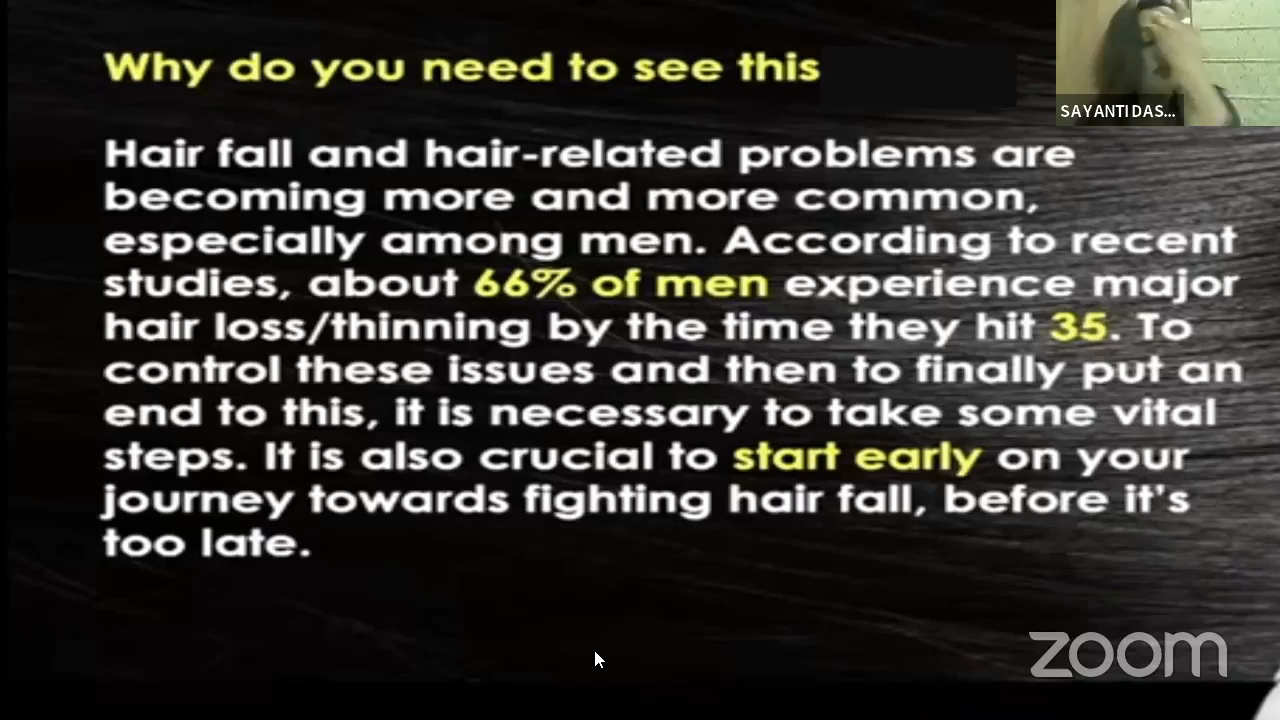 Why do you need to see this
SAYANTI DAS...
Hair fall and hair-related problems are
becoming more and more common,
especially among men. According to recent
studies, about 66% of men experience major
hair loss/thinning by the time they hit 35. To
control these issues and then to finally put an
end to this, it is necessary to take some vital
steps. It is also crucial to start early on your
journey towards fighting hair fall, before it's
too late.
zoom